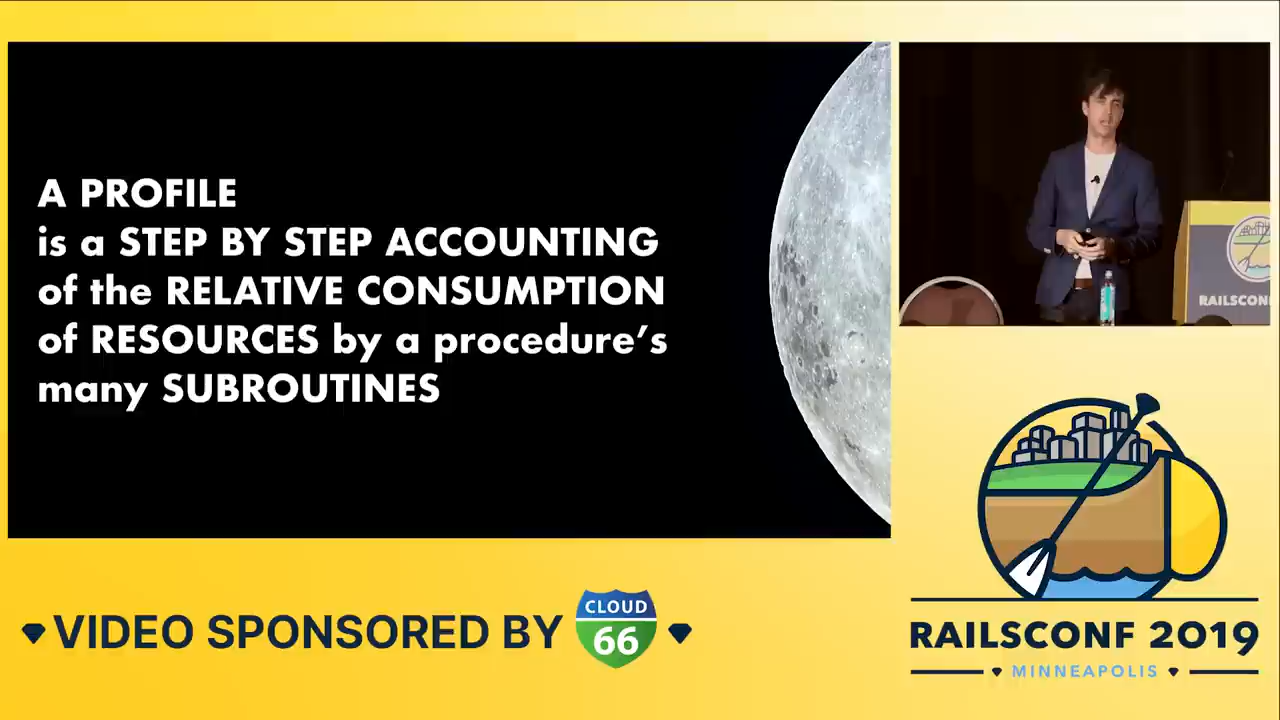 A PROFILE
is a STEP BY STEP ACCOUNTING
of the RELATIVE CONSUMPTION
of RESOURCES by a procedure's
many SUBROUTINES
RAILSCON
VIDEO SPONSORED BY
CLOUD
66
RAILSCONF 2019
MINNEAPOLIS